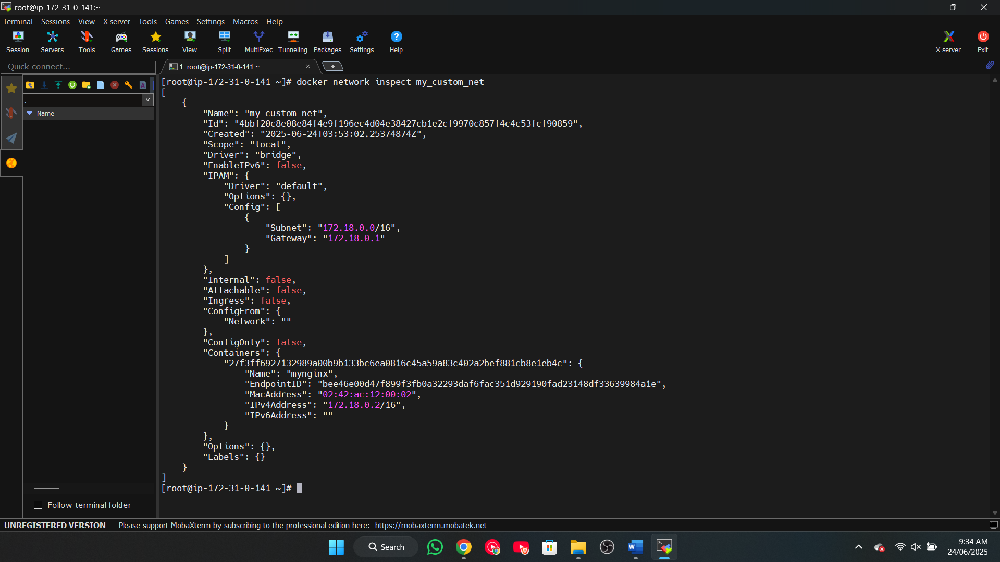 root@ip-172-31-0-141:~
Terminal Sessions View X server Tools Games Settings Macros Help
Session Servers Tools Games Sessions View Split MultiExec Tunneling Packages Settings Help X server Exit
Quick connect...
1. root@ip-172-31-0-141:~
Name
[root@ip-172-31-0-141 ~]# docker network inspect my_custom_net
[
    {
        "Name": "my_custom_net",
        "Id": "4bbf20c8e08e84f4e9f196ec4d04e38427cb1e2cf9970c857f4c4c53fcf90859",
        "Created": "2025-06-24T03:53:02.25374874Z",
        "Scope": "local",
        "Driver": "bridge",
        "EnableIPv6": false,
        "IPAM": {
            "Driver": "default",
            "Options": {},
            "Config": [
                {
                    "Subnet": "172.18.0.0/16",
                    "Gateway": "172.18.0.1"
                }
            ]
        },
        "Internal": false,
        "Attachable": false,
        "Ingress": false,
        "ConfigFrom": {
            "Network": ""
        },
        "ConfigOnly": false,
        "Containers": {
            "27f3ff6927132989a00b9b133bc6ea0816c45a59a83c402a2bef881cb8e1eb4c": {
                "Name": "mynginx",
                "EndpointID": "bee46e00d47f899f3fb0a32293daf6fac351d929190fad23148df33639984a1e",
                "MacAddress": "02:42:ac:12:00:02",
                "IPv4Address": "172.18.0.2/16",
                "IPv6Address": ""
            }
        },
        "Options": {},
        "Labels": {}
    }
]
[root@ip-172-31-0-141 ~]#
Follow terminal folder
UNREGISTERED VERSION - Please support MobaXterm by subscribing to the professional edition here: https://mobaxterm.mobatek.net
Search
9:34 AM
24/06/2025